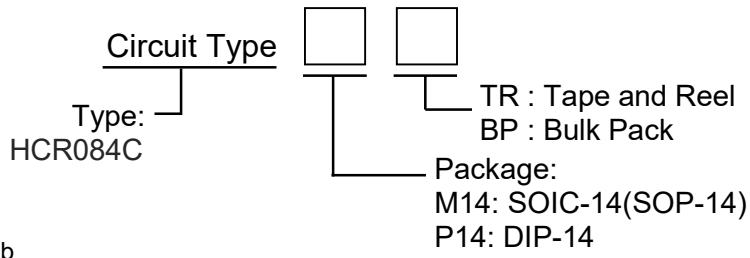 Circuit Type
TR : Tape and Reel
BP : Bulk Pack
Type:
HCR084C
Package:
M14: SOIC-14(SOP-14)
P14: DIP-14
b